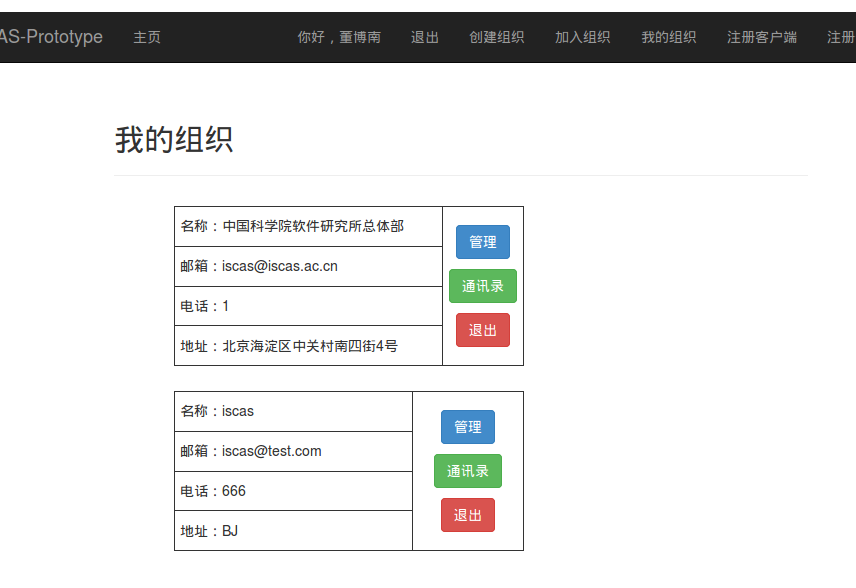 AS-Prototype 主页 你好，董博南 退出 创建组织 加入组织 我的组织 注册客户端 注册
我的组织
名称：中国科学院软件研究所总体部
邮箱：iscas@iscas.ac.cn
电话：1
地址：北京海淀区中关村南四街4号
管理
通讯录
退出
名称：iscas
邮箱：iscas@test.com
电话：666
地址：BJ
管理
通讯录
退出